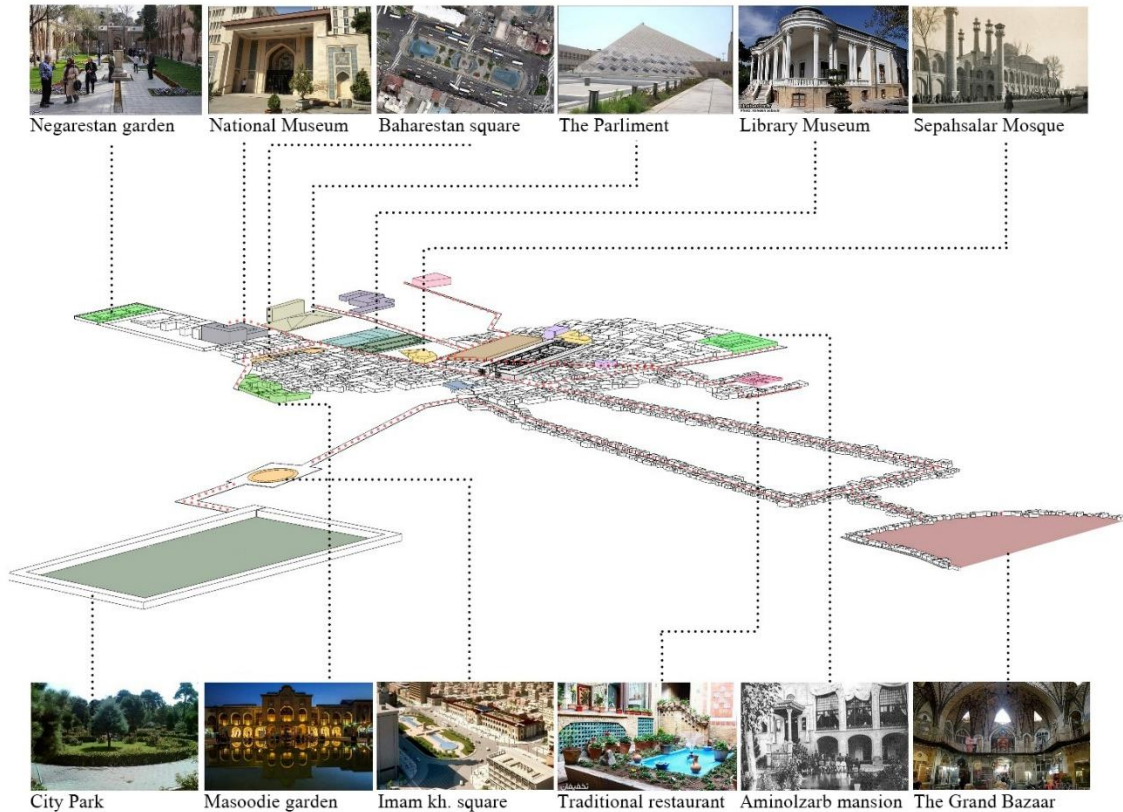 Negarestan garden
National Museum
Baharestan square
The Parliment
Library Museum
Sepahsalar Mosque
City Park
Masoodie garden
Imam kh. square
Traditional restaurant
Aminolzarb mansion
The Grand Bazaar